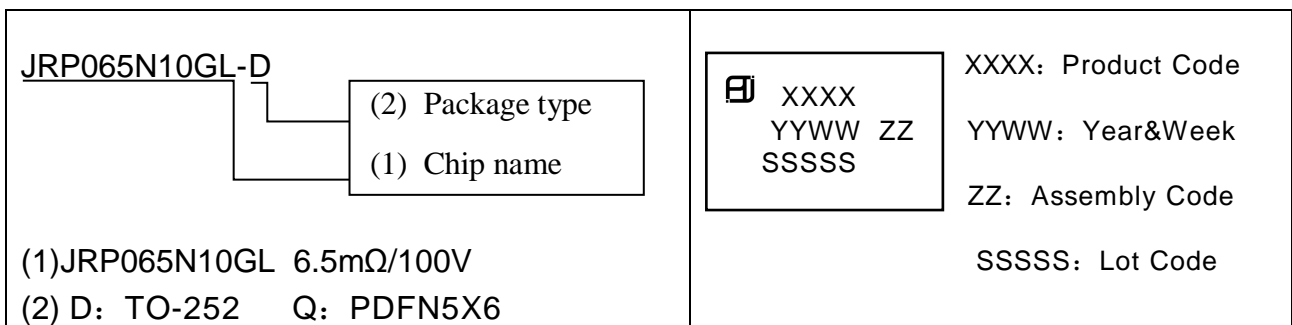 JRP065N10GL-D
(2) Package type
(1) Chip name
(1)JRP065N10GL 6.5mΩ/100V
(2) D：TO-252 Q：PDFN5X6
XXXX
YYWW ZZ
SSSSS
XXXX：Product Code
YYWW：Year&Week
ZZ：Assembly Code
SSSSS：Lot Code